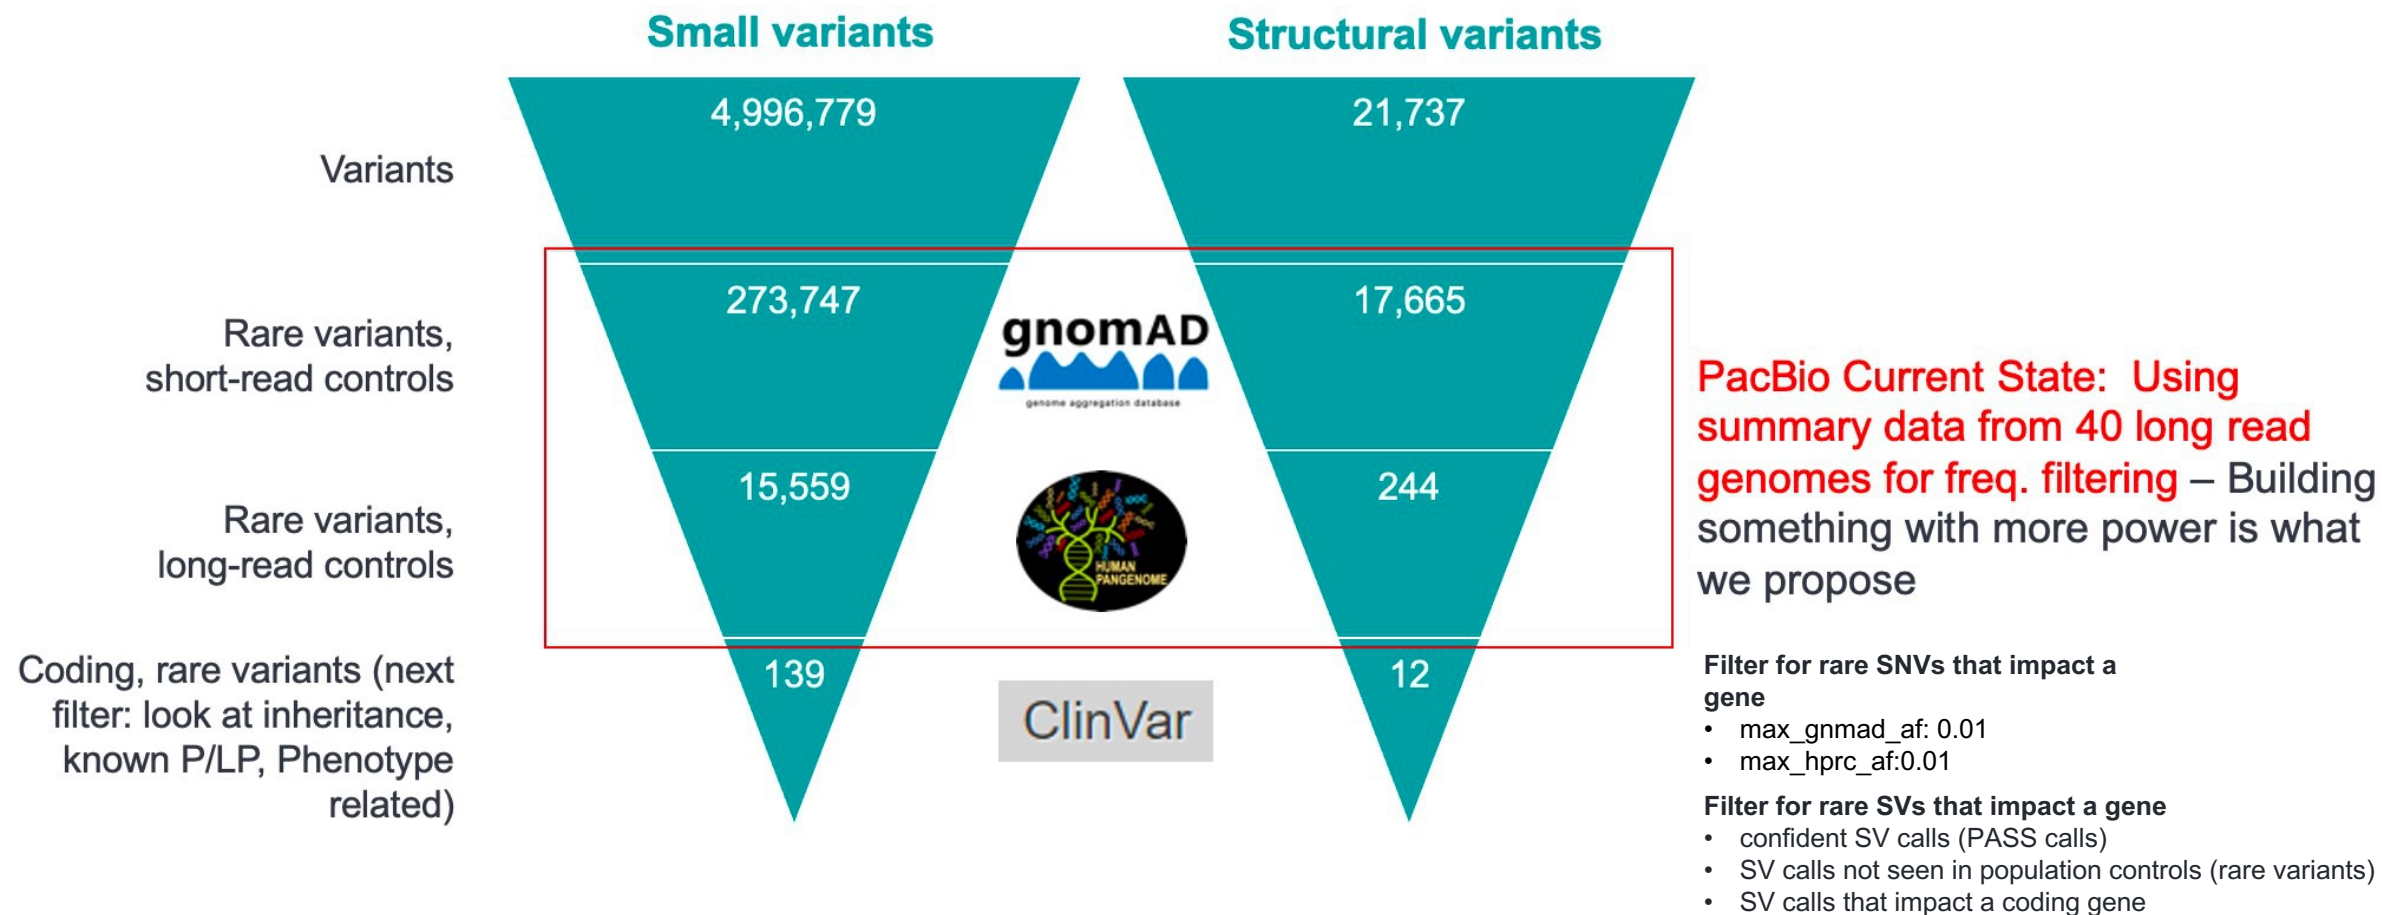 Small variants
Structural variants
Variants
4,996,779
21,737
Rare variants,
short-read controls
273,747
gnomAD
genome aggregation database
17,665
Rare variants,
long-read controls
15,559
HUMAN
PANGENOME
244
Coding, rare variants (next
filter: look at inheritance,
known P/LP, Phenotype
related)
139
ClinVar
12
PacBio Current State:  Using
summary data from 40 long read
genomes for freq. filtering – Building
something with more power is what
we propose
Filter for rare SNVs that impact a
gene
• max_gnmad_af: 0.01
• max_hprc_af:0.01
Filter for rare SVs that impact a gene
• confident SV calls (PASS calls)
• SV calls not seen in population controls (rare variants)
• SV calls that impact a coding gene